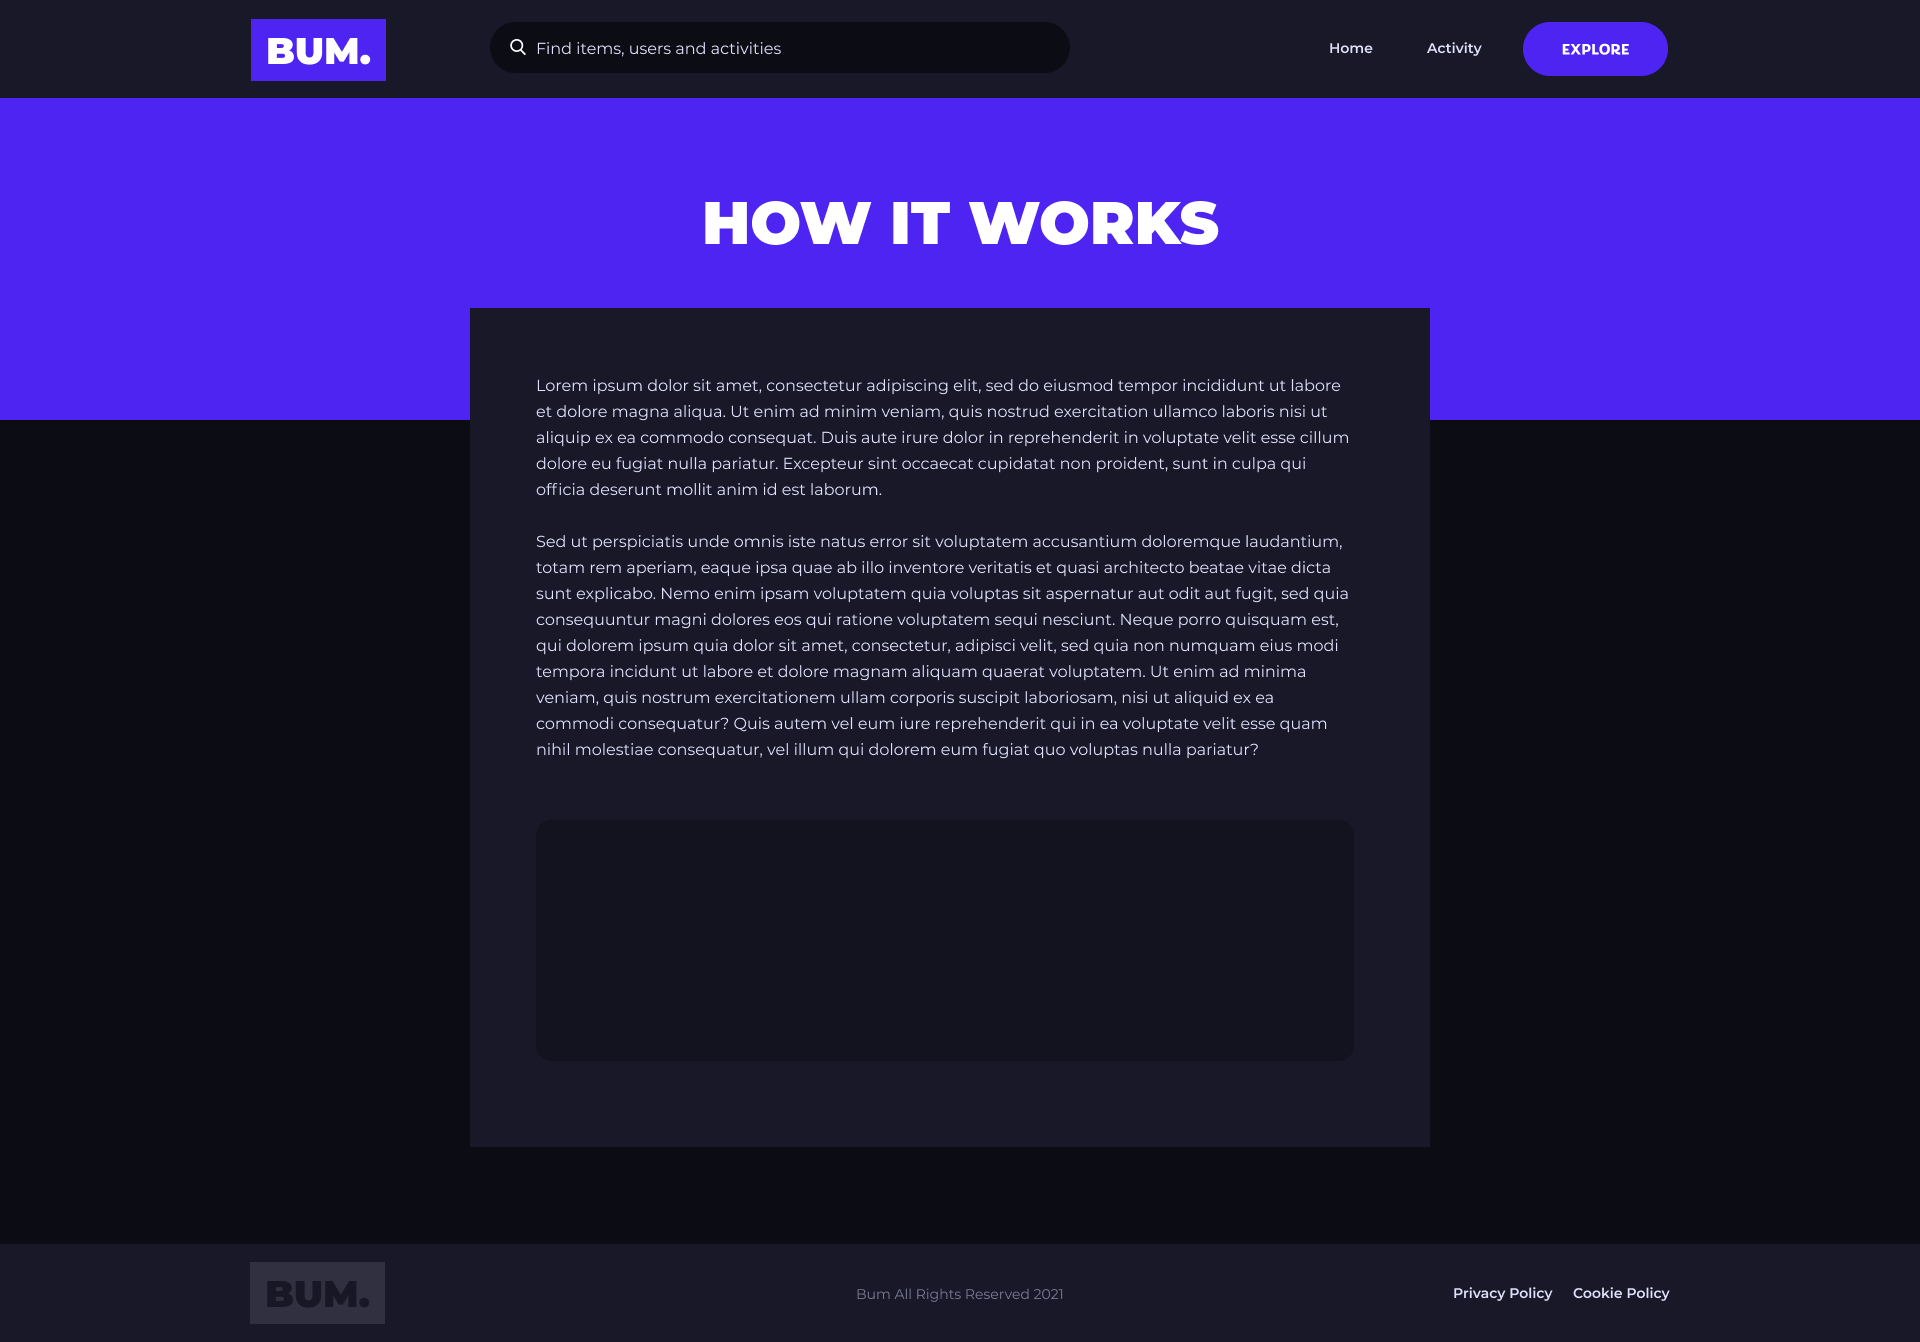 BUM.
Find items, users and activities
Home
Activity
EXPLORE
HOW IT WORKS
Lorem ipsum dolor sit amet, consectetur adipiscing elit, sed do eiusmod tempor incididunt ut labore
et dolore magna aliqua. Ut enim ad minim veniam, quis nostrud exercitation ullamco laboris nisi ut
aliquip ex ea commodo consequat. Duis aute irure dolor in reprehenderit in voluptate velit esse cillum
dolore eu fugiat nulla pariatur. Excepteur sint occaecat cupidatat non proident, sunt in culpa qui
officia deserunt mollit anim id est laborum.
Sed ut perspiciatis unde omnis iste natus error sit voluptatem accusantium doloremque laudantium,
totam rem aperiam, eaque ipsa quae ab illo inventore veritatis et quasi architecto beatae vitae dicta
sunt explicabo. Nemo enim ipsam voluptatem quia voluptas sit aspernatur aut odit aut fugit, sed quia
consequuntur magni dolores eos qui ratione voluptatem sequi nesciunt. Neque porro quisquam est,
qui dolorem ipsum quia dolor sit amet, consectetur, adipisci velit, sed quia non numquam eius modi
tempora incidunt ut labore et dolore magnam aliquam quaerat voluptatem. Ut enim ad minima
veniam, quis nostrum exercitationem ullam corporis suscipit laboriosam, nisi ut aliquid ex ea
commodi consequatur? Quis autem vel eum iure reprehenderit qui in ea voluptate velit esse quam
nihil molestiae consequatur, vel illum qui dolorem eum fugiat quo voluptas nulla pariatur?
BUM.
Bum All Rights Reserved 2021
Privacy Policy
Cookie Policy